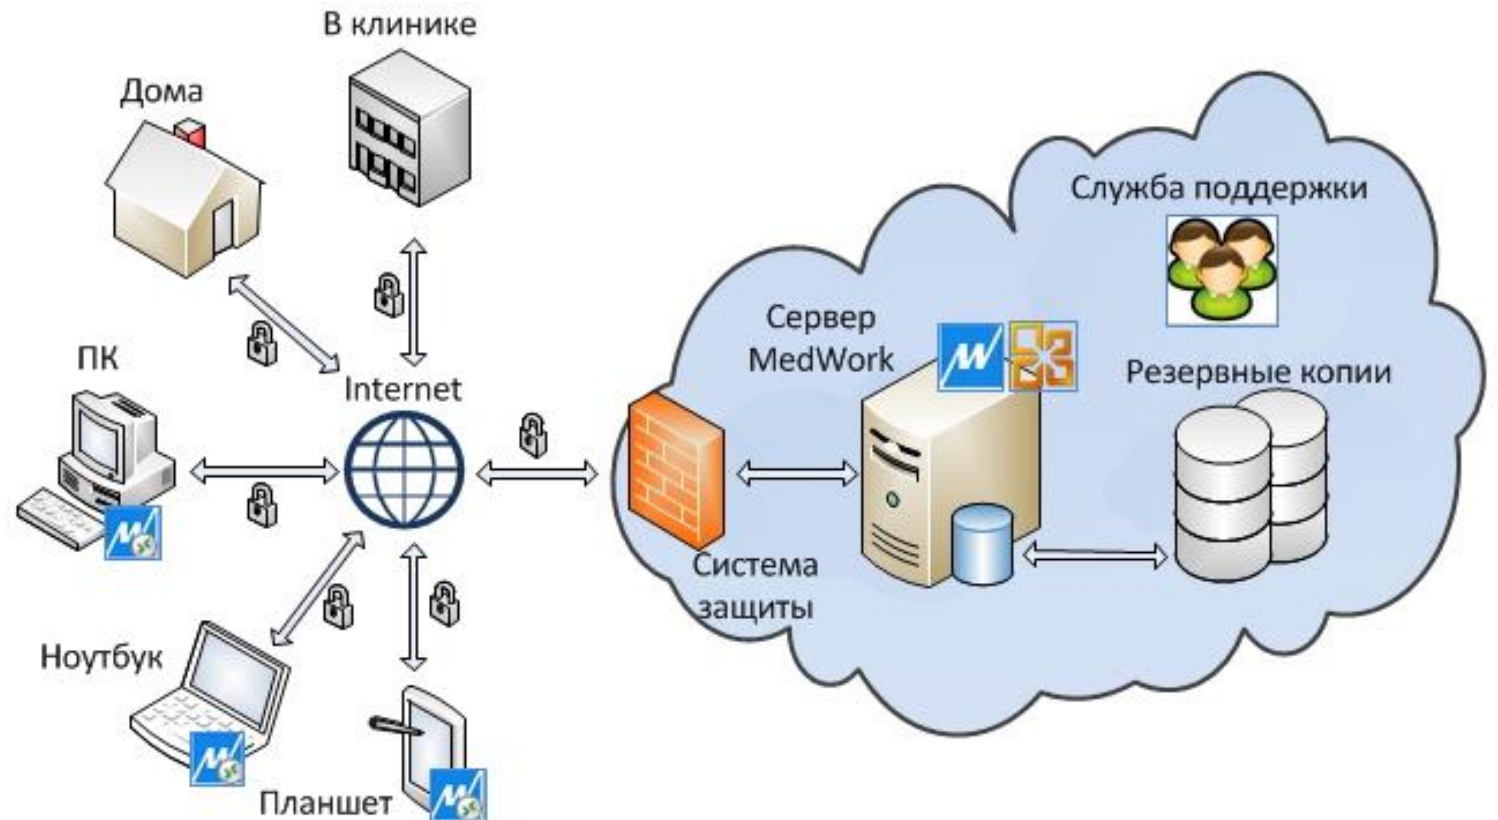 В клинике
Дома
ПК
Internet
Ноутбук
Планшет
Служба поддержки
Сервер
MedWork
Резервные копии
Система
защиты